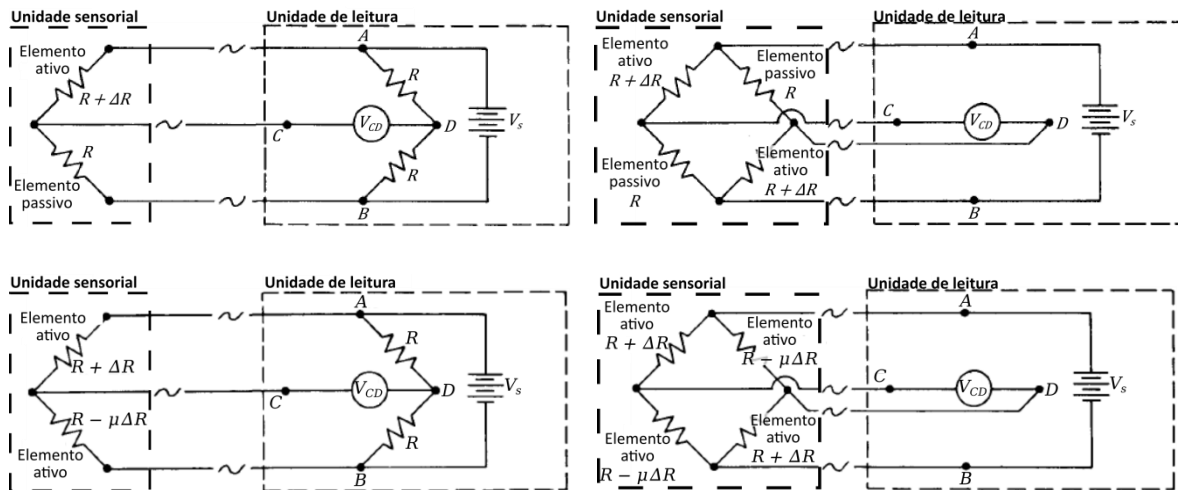 Unidade sensorial
Unidade de leitura
Elemento
ativo
R + ΔR
R
Elemento
passivo
A
R
C
V_CD
D
R
B
V_s
Unidade sensorial
Unidade de leitura
Elemento
ativo
R + ΔR
Elemento
passivo
R
Elemento
passivo
R
Elemento
ativo
R + ΔR
A
C
V_CD
D
B
V_s
Unidade sensorial
Unidade de leitura
Elemento
ativo
R + ΔR
R − μΔR
Elemento
ativo
A
R
C
V_CD
D
R
B
V_s
Unidade sensorial
Unidade de leitura
Elemento
ativo
R + ΔR
Elemento
ativo
R − μΔR
Elemento
ativo
R − μΔR
Elemento
ativo
R + ΔR
A
C
V_CD
D
B
V_s